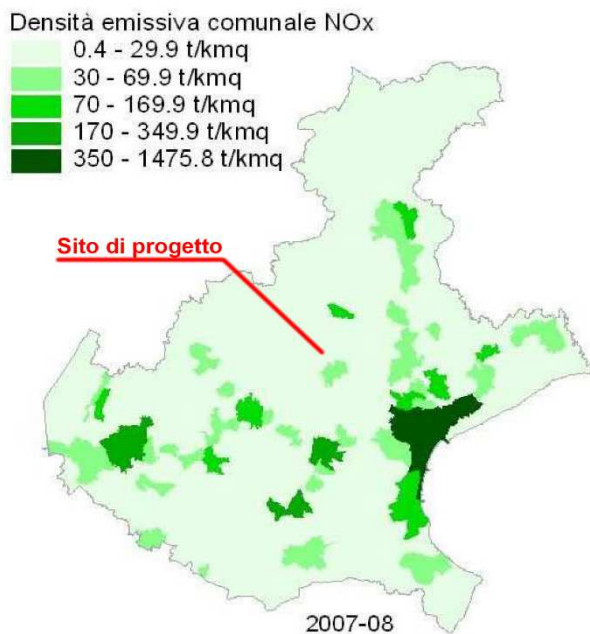 Densità emissiva comunale NOx
0.4 - 29.9 t/kmq
30 - 69.9 t/kmq
70 - 169.9 t/kmq
170 - 349.9 t/kmq
350 - 1475.8 t/kmq
Sito di progetto
2007-08